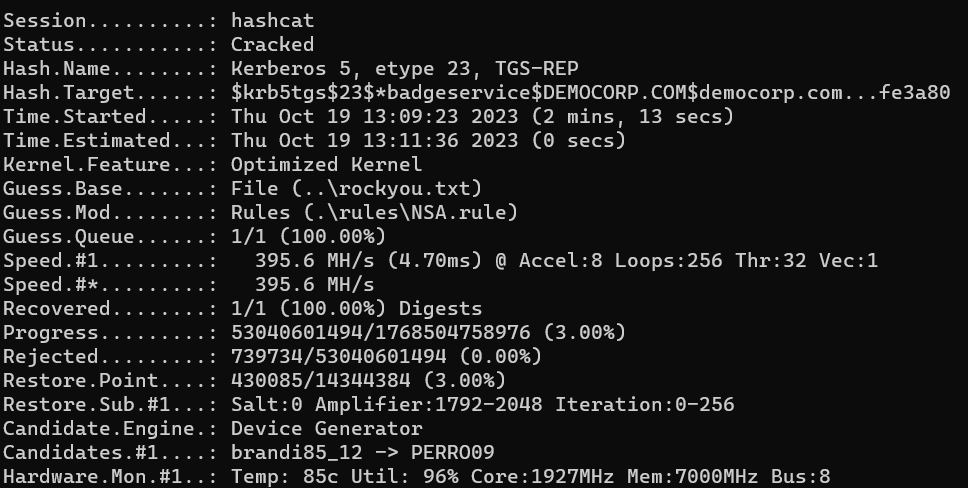 Session..........: hashcat
Status...........: Cracked
Hash.Name........: Kerberos 5, etype 23, TGS-REP
Hash.Target......: $krb5tgs$23$*badgeservice$DEMOCORP.COM$democorp.com...fe3a80
Time.Started.....: Thu Oct 19 13:09:23 2023 (2 mins, 13 secs)
Time.Estimated...: Thu Oct 19 13:11:36 2023 (0 secs)
Kernel.Feature...: Optimized Kernel
Guess.Base.......: File (..\rockyou.txt)
Guess.Mod........: Rules (.\rules\NSA.rule)
Guess.Queue......: 1/1 (100.00%)
Speed.#1.........:   395.6 MH/s (4.70ms) @ Accel:8 Loops:256 Thr:32 Vec:1
Speed.#*.........:   395.6 MH/s
Recovered........: 1/1 (100.00%) Digests
Progress.........: 53040601494/1768504758976 (3.00%)
Rejected.........: 739734/53040601494 (0.00%)
Restore.Point....: 430085/14344384 (3.00%)
Restore.Sub.#1...: Salt:0 Amplifier:1792-2048 Iteration:0-256
Candidate.Engine.: Device Generator
Candidates.#1....: brandi85_12 -> PERRO09
Hardware.Mon.#1..: Temp: 85c Util: 96% Core:1927MHz Mem:7000MHz Bus:8